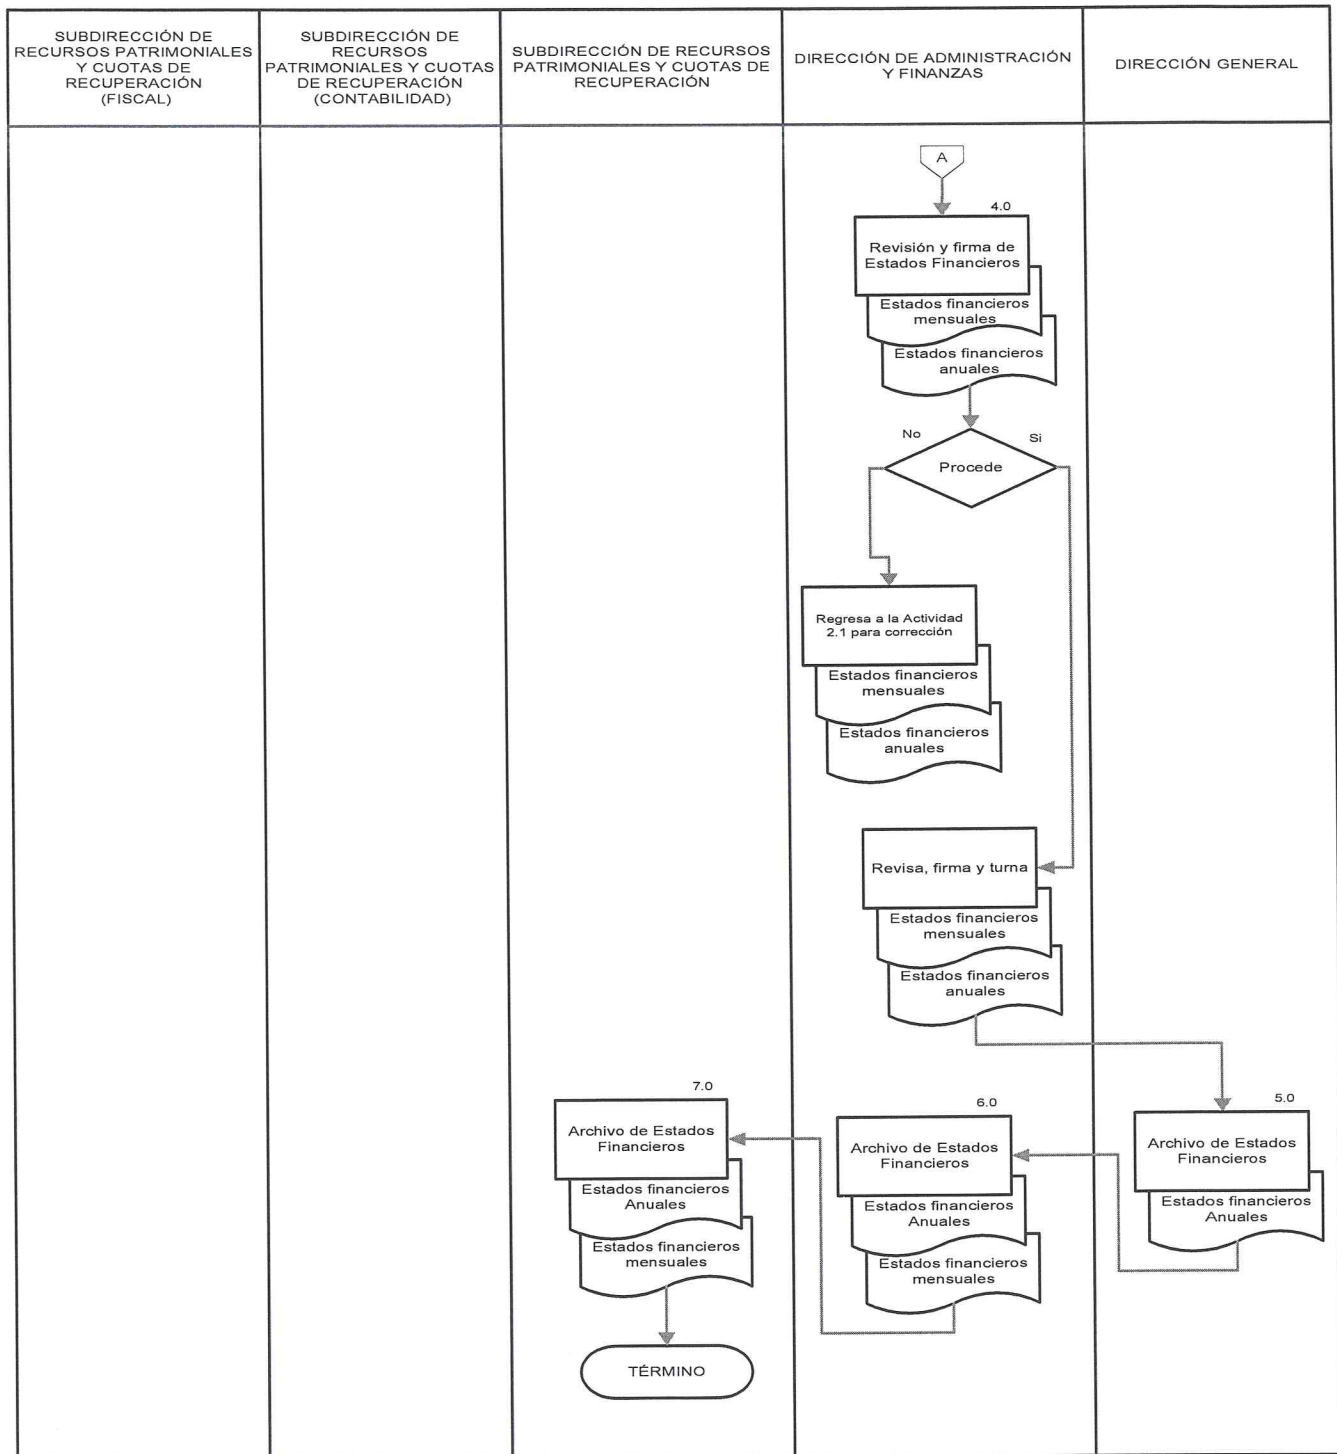 SUBDIRECCIÓN DE
RECURSOS PATRIMONIALES
Y CUOTAS DE
RECUPERACIÓN
(FISCAL)
SUBDIRECCIÓN DE
RECURSOS
PATRIMONIALES Y CUOTAS
DE RECUPERACIÓN
(CONTABILIDAD)
SUBDIRECCIÓN DE RECURSOS
PATRIMONIALES Y CUOTAS DE
RECUPERACIÓN
DIRECCIÓN DE ADMINISTRACIÓN
Y FINANZAS
DIRECCIÓN GENERAL
A
4.0
Revisión y firma de
Estados Financieros
Estados financieros
mensuales
Estados financieros
anuales
No
Si
Procede
Regresa a la Actividad
2.1 para corrección
Estados financieros
mensuales
Estados financieros
anuales
Revisa, firma y turna
Estados financieros
mensuales
Estados financieros
anuales
5.0
Archivo de Estados
Financieros
Estados financieros
Anuales
6.0
Archivo de Estados
Financieros
Estados financieros
Anuales
Estados financieros
mensuales
7.0
Archivo de Estados
Financieros
Estados financieros
Anuales
Estados financieros
mensuales
TÉRMINO